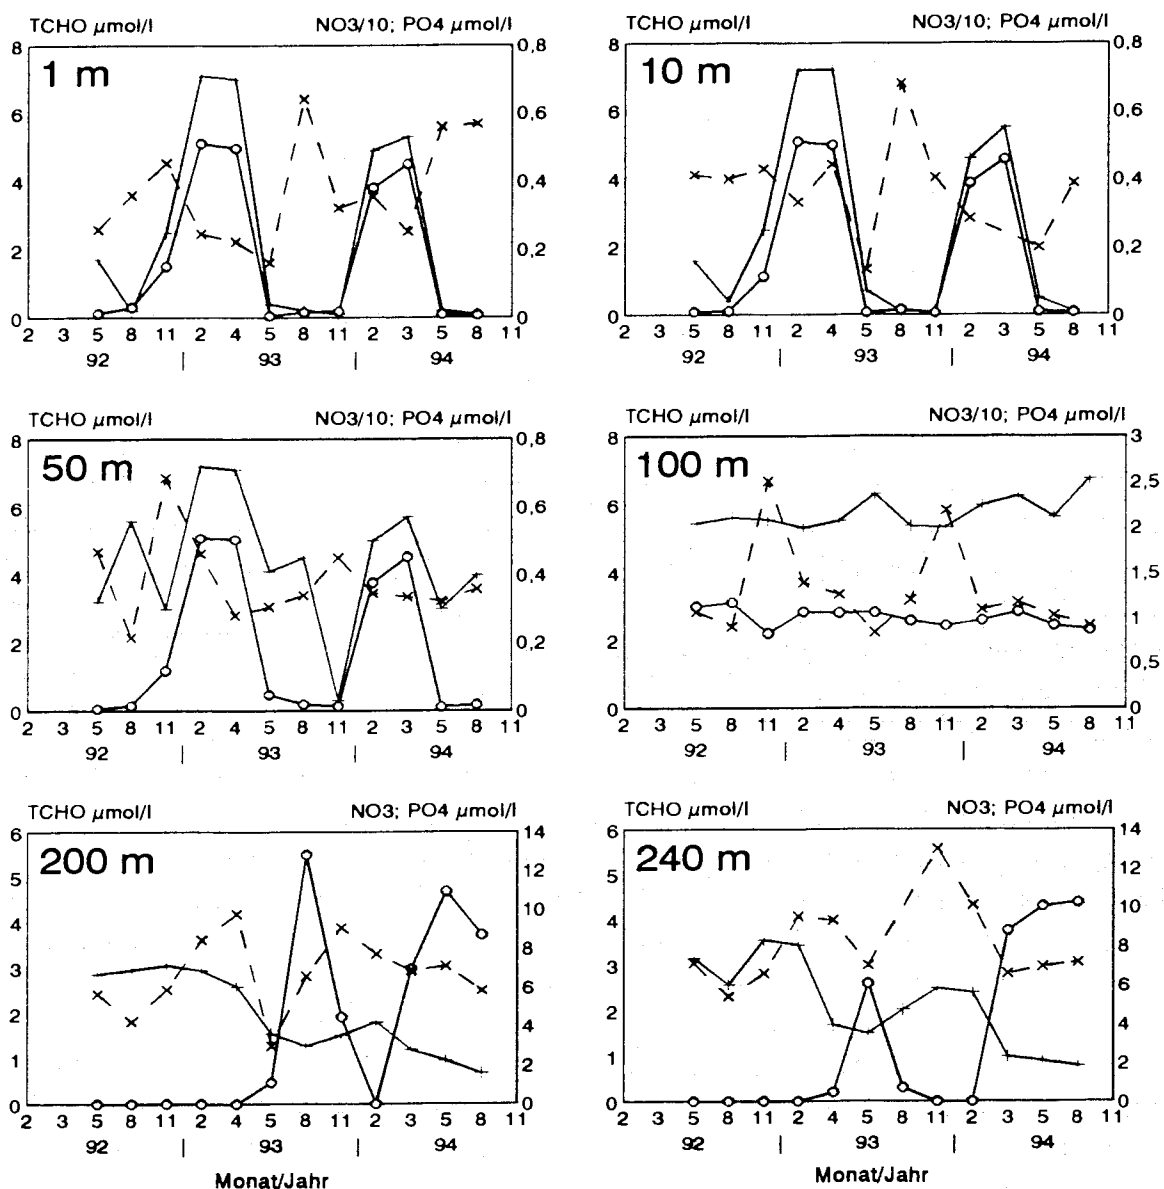 TCHO µmol/l NO3/10; PO4 µmol/l
1 m
8 6 4 2 0
0,8 0,6 0,4 0,2 0
2 3 5 8 11 2 4 5 8 11 2 3 5 8 11
92 | 93 | 94
TCHO µmol/l NO3/10; PO4 µmol/l
10 m
8 6 4 2 0
0,8 0,6 0,4 0,2 0
2 3 5 8 11 2 4 5 8 11 2 3 5 8 11
92 | 93 | 94
TCHO µmol/l NO3/10; PO4 µmol/l
50 m
8 6 4 2 0
0,8 0,6 0,4 0,2 0
2 3 5 8 11 2 4 5 8 11 2 3 5 8 11
92 | 93 | 94
TCHO µmol/l NO3/10; PO4 µmol/l
100 m
8 6 4 2 0
3 2,5 2 1,5 1 0,5 0
2 3 5 8 11 2 4 5 8 11 2 3 5 8 11
92 | 93 | 94
TCHO µmol/l NO3; PO4 µmol/l
200 m
6 5 4 3 2 1 0
14 12 10 8 6 4 2 0
2 3 5 8 11 2 4 5 8 11 2 3 5 8 11
92 | 93 | 94
Monat/Jahr
TCHO µmol/l NO3; PO4 µmol/l
240 m
6 5 4 3 2 1 0
14 12 10 8 6 4 2 0
2 3 5 8 11 2 4 5 8 11 2 3 5 8 11
92 | 93 | 94
Monat/Jahr